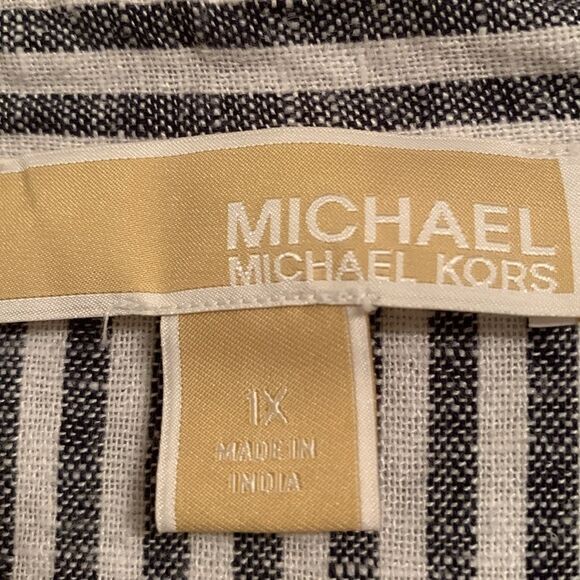 MICHAEL
MICHAEL KORS
1X
MADE IN
INDIA